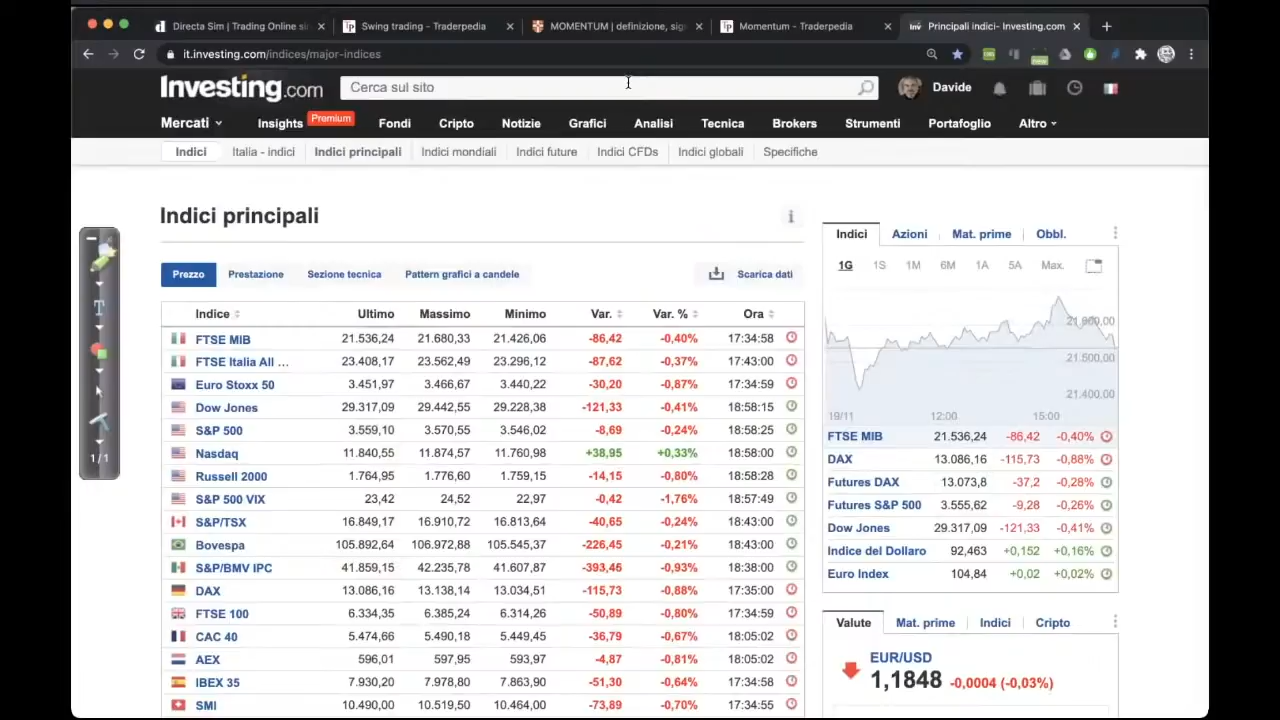 Directa Sim | Trading Online si
Swing trading - Traderpedia
MOMENTUM | definizione, sig
Momentum - Traderpedia
Principali indici- Investing.com
it.investing.com/indices/major-indices
Investing.com
Cerca sul sito
Davide
Mercati Insights Premium Fondi Cripto Notizie Grafici Analisi Tecnica Brokers Strumenti Portafoglio Altro
Indici Italia - indici Indici principali Indici mondiali Indici future Indici CFDs Indici globali Specifiche
Indici principali
Prezzo Prestazione Sezione tecnica Pattern grafici a candele Scarica dati
Indice Ultimo Massimo Minimo Var. Var. % Ora
FTSE MIB 21.536,24 21.680,33 21.426,06 -86,42 -0,40% 17:34:58
FTSE Italia All ... 23.408,17 23.562,49 23.296,12 -87,62 -0,37% 17:43:00
Euro Stoxx 50 3.451,97 3.466,67 3.440,22 -30,20 -0,87% 17:34:59
Dow Jones 29.317,09 29.442,55 29.228,38 -121,33 -0,41% 18:58:15
S&P 500 3.559,10 3.570,55 3.546,02 -8,69 -0,24% 18:58:25
Nasdaq 11.840,55 11.874,57 11.760,98 +38,95 +0,33% 18:58:00
Russell 2000 1.764,95 1.776,60 1.759,15 -14,15 -0,80% 18:58:28
S&P 500 VIX 23,42 24,52 22,97 -0,42 -1,76% 18:57:49
S&P/TSX 16.849,17 16.910,72 16.813,64 -40,65 -0,24% 18:43:00
Bovespa 105.892,64 106.972,88 105.545,37 -226,45 -0,21% 18:43:00
S&P/BMV IPC 41.859,15 42.235,78 41.607,87 -393,46 -0,93% 18:38:00
DAX 13.086,16 13.138,14 13.034,51 -115,73 -0,88% 17:35:00
FTSE 100 6.334,35 6.385,24 6.314,26 -50,89 -0,80% 17:34:59
CAC 40 5.474,66 5.490,18 5.449,45 -36,79 -0,67% 18:05:02
AEX 596,01 597,95 593,97 -4,87 -0,81% 18:05:02
IBEX 35 7.930,20 7.978,80 7.863,90 -51,30 -0,64% 17:34:58
SMI 10.490,00 10.519,50 10.464,00 -73,89 -0,70% 17:34:55
1/1
Indici Azioni Mat. prime Obbl.
1G 1S 1M 6M 1A 5A Max.
21.600,00
21.500,00
21.400,00
19/11 12:00 15:00
FTSE MIB 21.536,24 -86,42 -0,40%
DAX 13.086,16 -115,73 -0,88%
Futures DAX 13.073,8 -37,2 -0,28%
Futures S&P 500 3.555,62 -9,28 -0,26%
Dow Jones 29.317,09 -121,33 -0,41%
Indice del Dollaro 92,463 +0,152 +0,16%
Euro Index 104,84 +0,02 +0,02%
Valute Mat. prime Indici Cripto
EUR/USD
1,1848 -0,0004 (-0,03%)